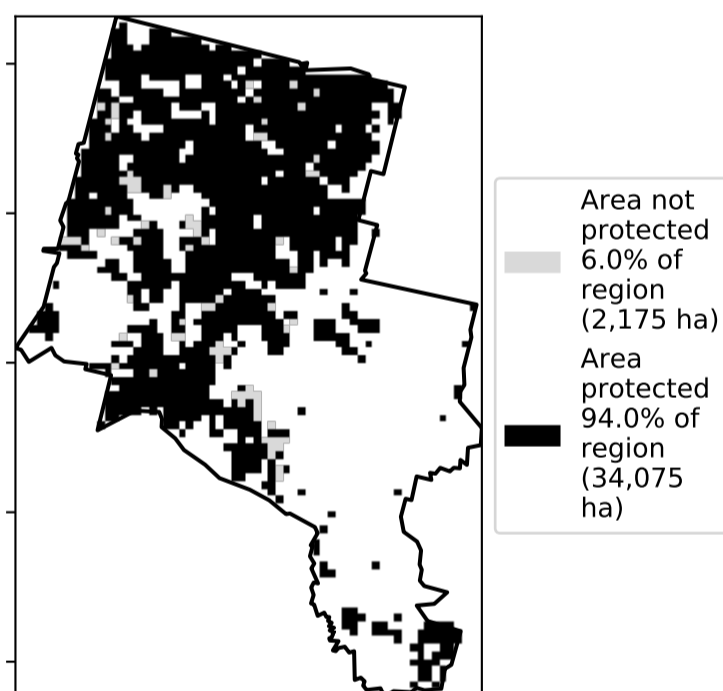 Area not
protected
6.0% of
region
(2,175 ha)
Area
protected
94.0% of
region
(34,075
ha)